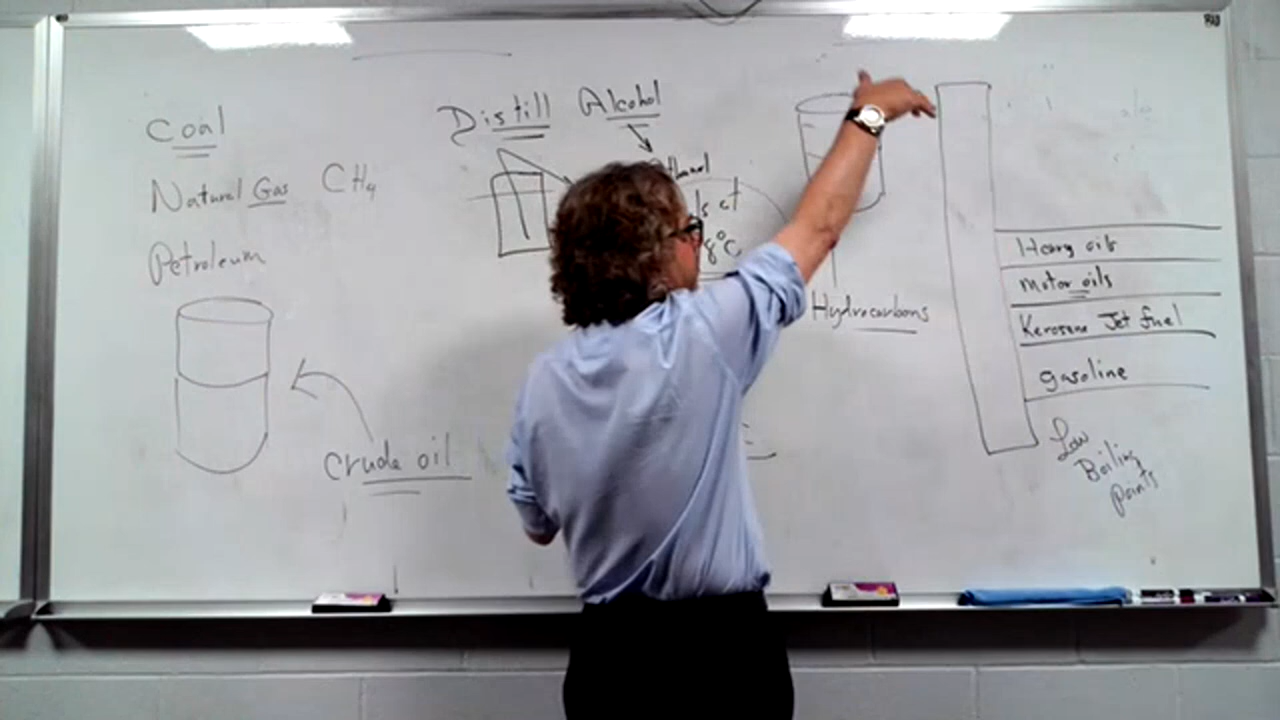 Coal
Natural Gas CH4
Petroleum
Crude oil
Distill Alcohol
Hydrocarbons
Heavy oils
Motor oils
Kerosene Jet fuel
gasoline
Low
Boiling
points